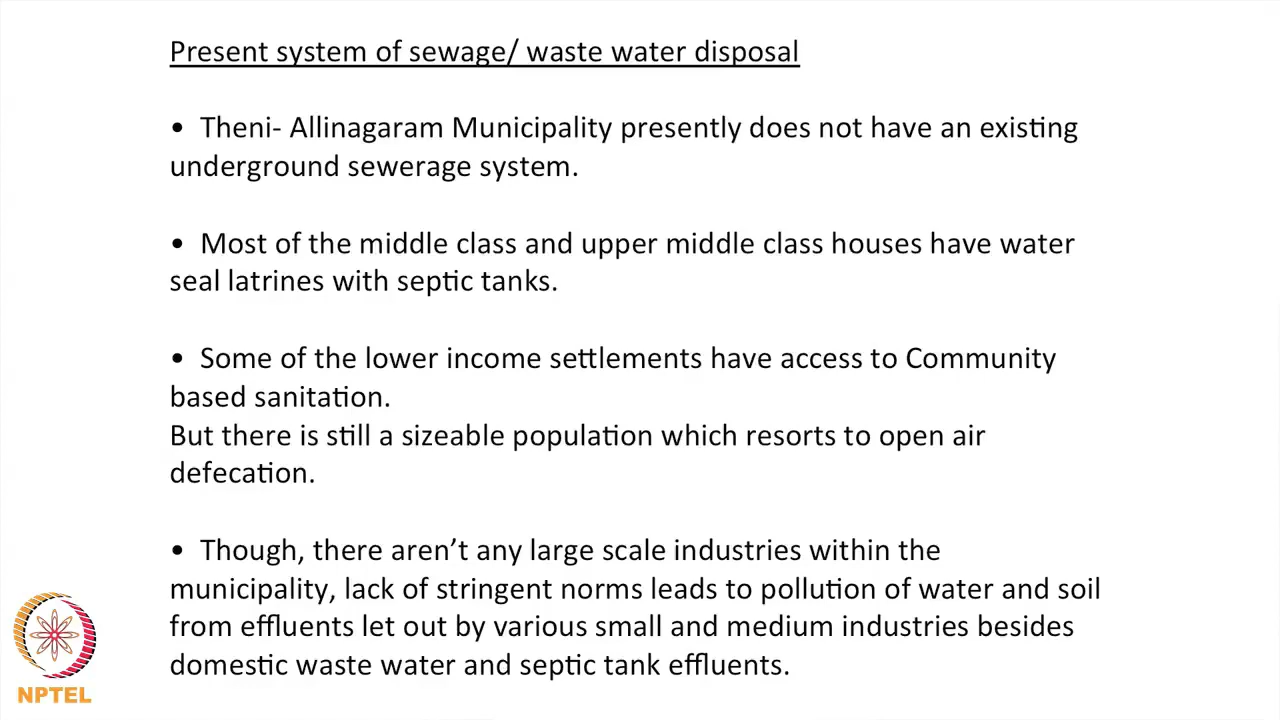 Present system of sewage/ waste water disposal
• Theni- Allinagaram Municipality presently does not have an existing
underground sewerage system.
• Most of the middle class and upper middle class houses have water
seal latrines with septic tanks.
• Some of the lower income settlements have access to Community
based sanitation.
But there is still a sizeable population which resorts to open air
defecation.
• Though, there aren’t any large scale industries within the
municipality, lack of stringent norms leads to pollution of water and soil
from effluents let out by various small and medium industries besides
domestic waste water and septic tank effluents.
NPTEL